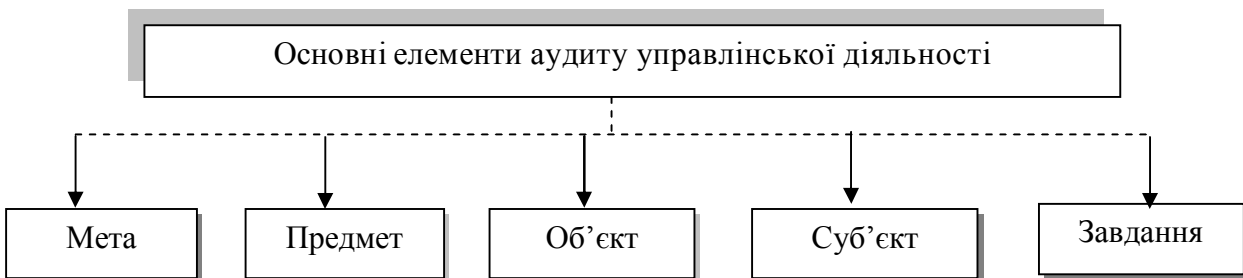 Основні елементи аудиту управлінської діяльності
Мета
Предмет
Об’єкт
Суб’єкт
Завдання